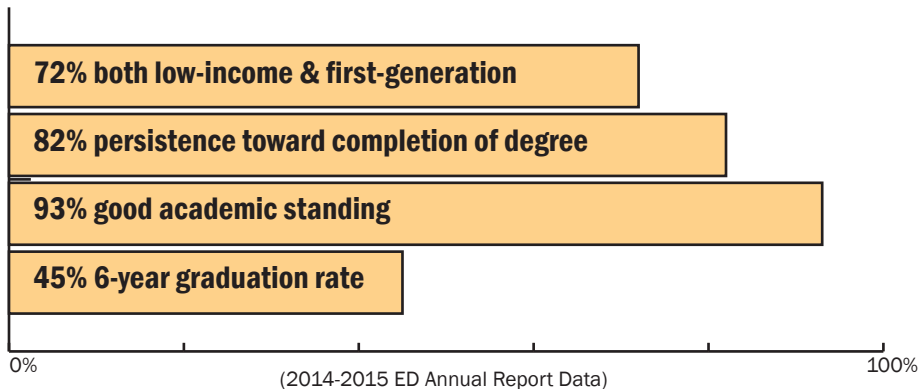 72% both low-income & first-generation
82% persistence toward completion of degree
93% good academic standing
45% 6-year graduation rate
0% 100%
(2014-2015 ED Annual Report Data)